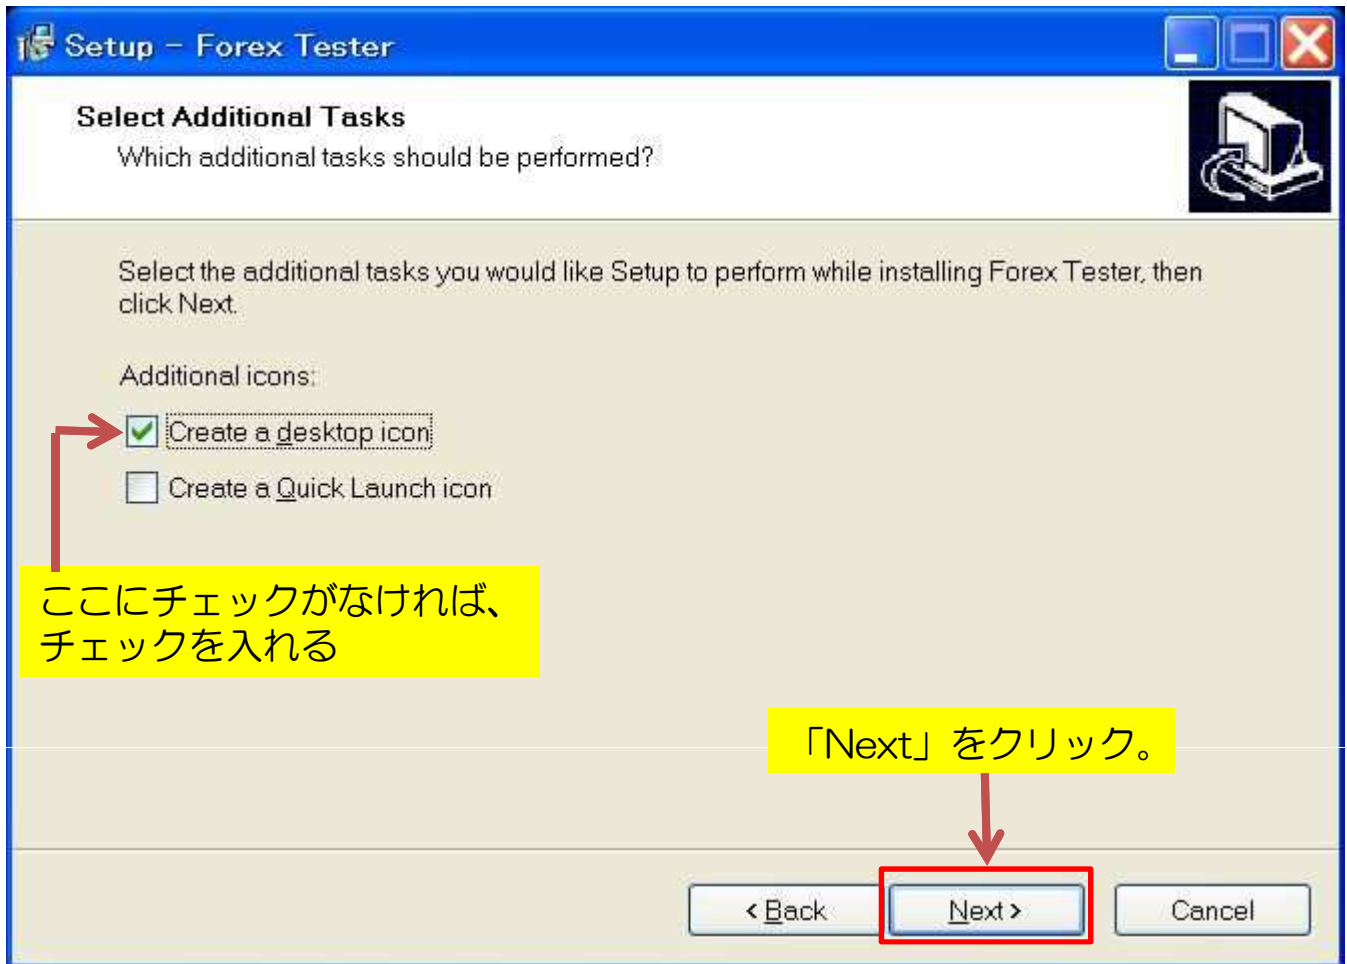 Setup - Forex Tester
Select Additional Tasks
Which additional tasks should be performed?
Select the additional tasks you would like Setup to perform while installing Forex Tester, then
click Next.
Additional icons:
Create a desktop icon
Create a Quick Launch icon
ここにチェックがなければ、
チェックを入れる
「Next」をクリック。
< Back
Next >
Cancel